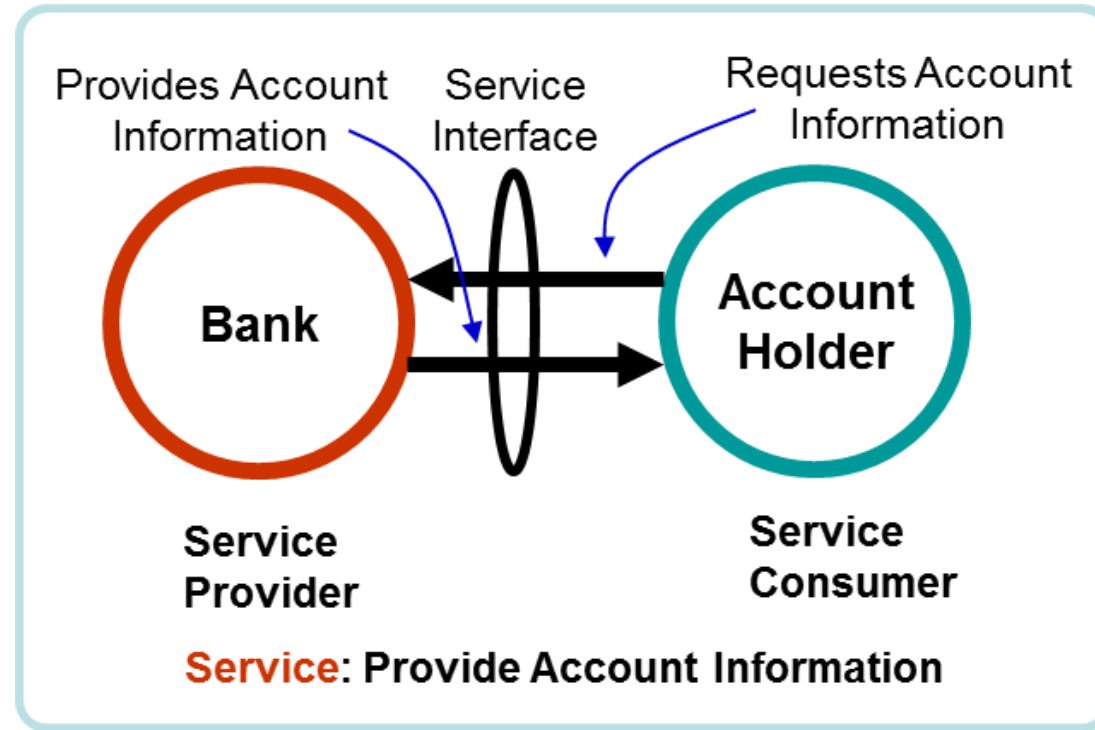 Provides Account
Information
Service
Interface
Requests Account
Information
Bank
Account
Holder
Service
Provider
Service
Consumer
Service: Provide Account Information